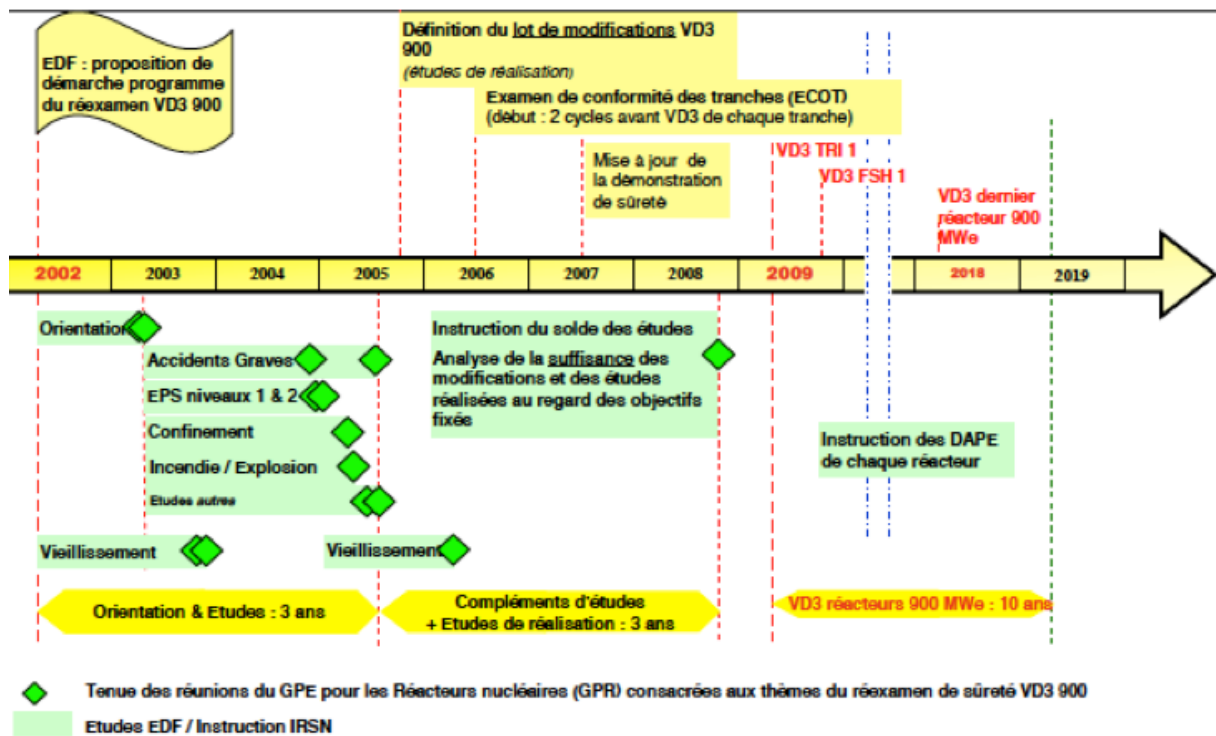 EDF : proposition de
démarche programme
du réexamen VD3 900
Définition du lot de modifications VD3
900
(études de réalisation)
Examen de conformité des tranches (ECOT)
(début : 2 cycles avant VD3 de chaque tranche)
Mise à jour de
la démonstration
de sûreté
VD3 TRI 1
VD3 FSH 1
VD3 dernier
réacteur 900
MWe
2002 2003 2004 2005 2006 2007 2008 2009 2018 2019
Orientation
Accidents Graves
EPS niveaux 1 & 2
Confinement
Incendie / Explosion
Etudes autres
Vieillissement
Vieillissement
Instruction du solde des études
Analyse de la suffisance des
modifications et des études
réalisées au regard des objectifs
fixés
Instruction des DAPE
de chaque réacteur
Orientation & Etudes : 3 ans
Compléments d'études
+ Etudes de réalisation : 3 ans
VD3 réacteurs 900 MWe : 10 ans
Tenue des réunions du GPE pour les Réacteurs nucléaires (GPR) consacrées aux thèmes du réexamen de sûreté VD3 900
Etudes EDF / Instruction IRSN